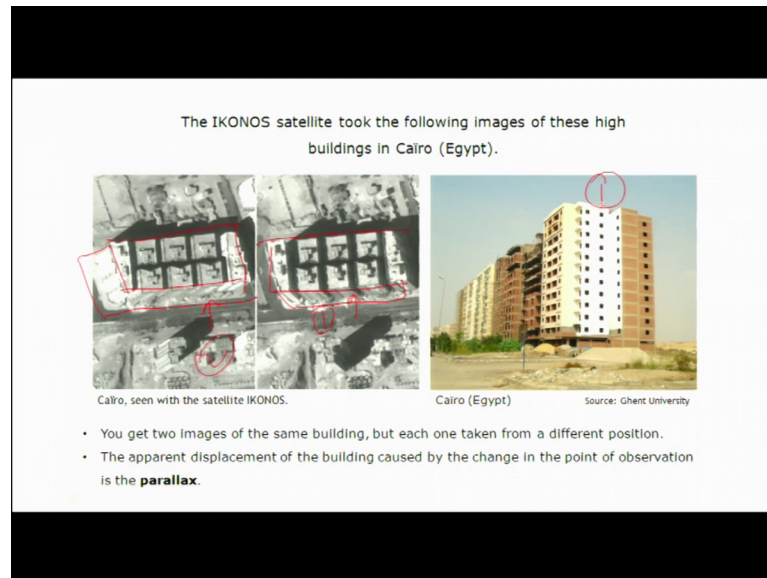 The IKONOS satellite took the following images of these high
buildings in Caïro (Egypt).
Caïro, seen with the satellite IKONOS.
Cairo (Egypt)
Source: Ghent University
• You get two images of the same building, but each one taken from a different position.
• The apparent displacement of the building caused by the change in the point of observation
is the parallax.